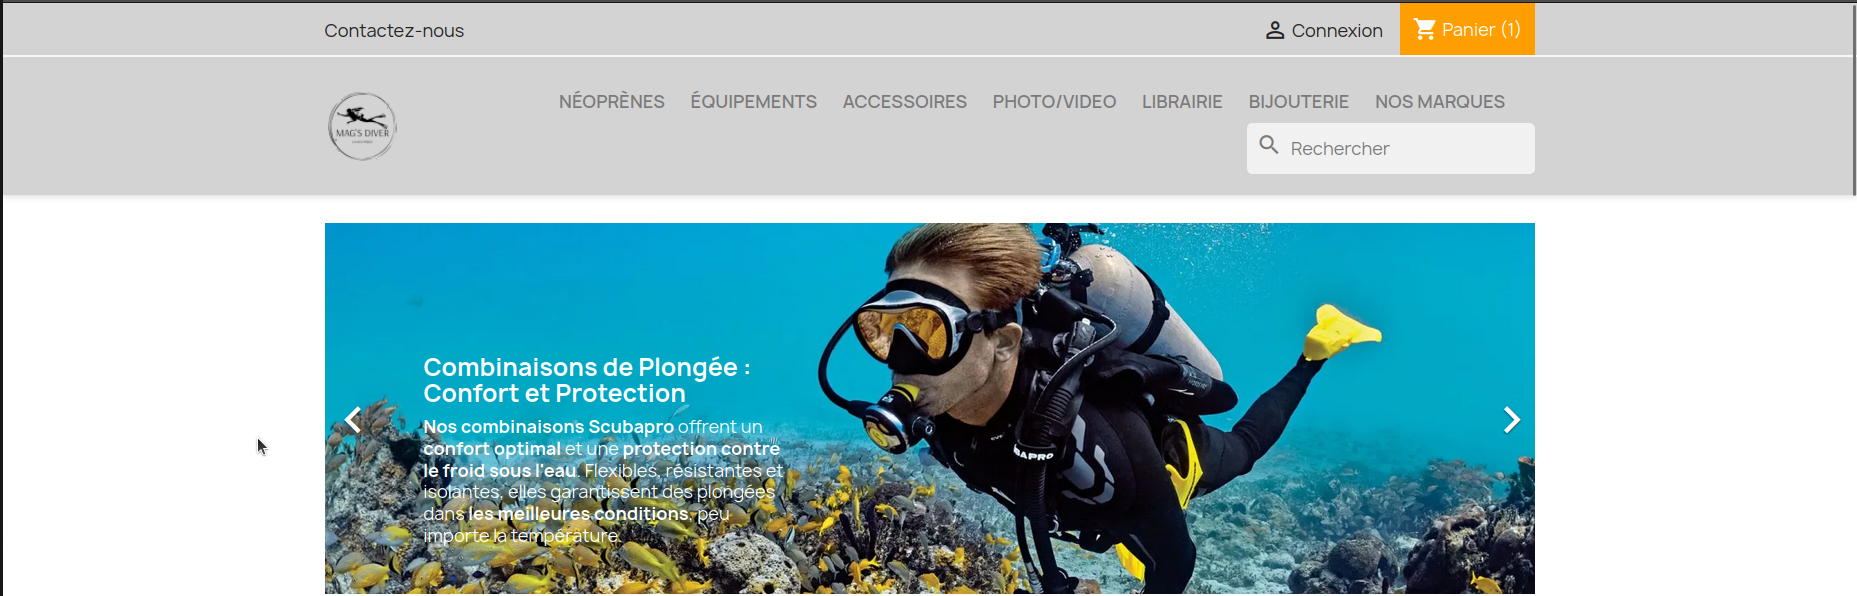 Contactez-nous
Connexion
Panier (1)
MAG'S DIVER
NÉOPRÈNES ÉQUIPEMENTS ACCESSOIRES PHOTO/VIDEO LIBRAIRIE BIJOUTERIE NOS MARQUES
Rechercher
Combinaisons de Plongée :
Confort et Protection
Nos combinaisons Scubapro offrent un
confort optimal et une protection contre
le froid sous l'eau. Flexibles, résistantes et
isolantes, elles garantissent des plongées
dans les meilleures conditions, peu
importe la température.